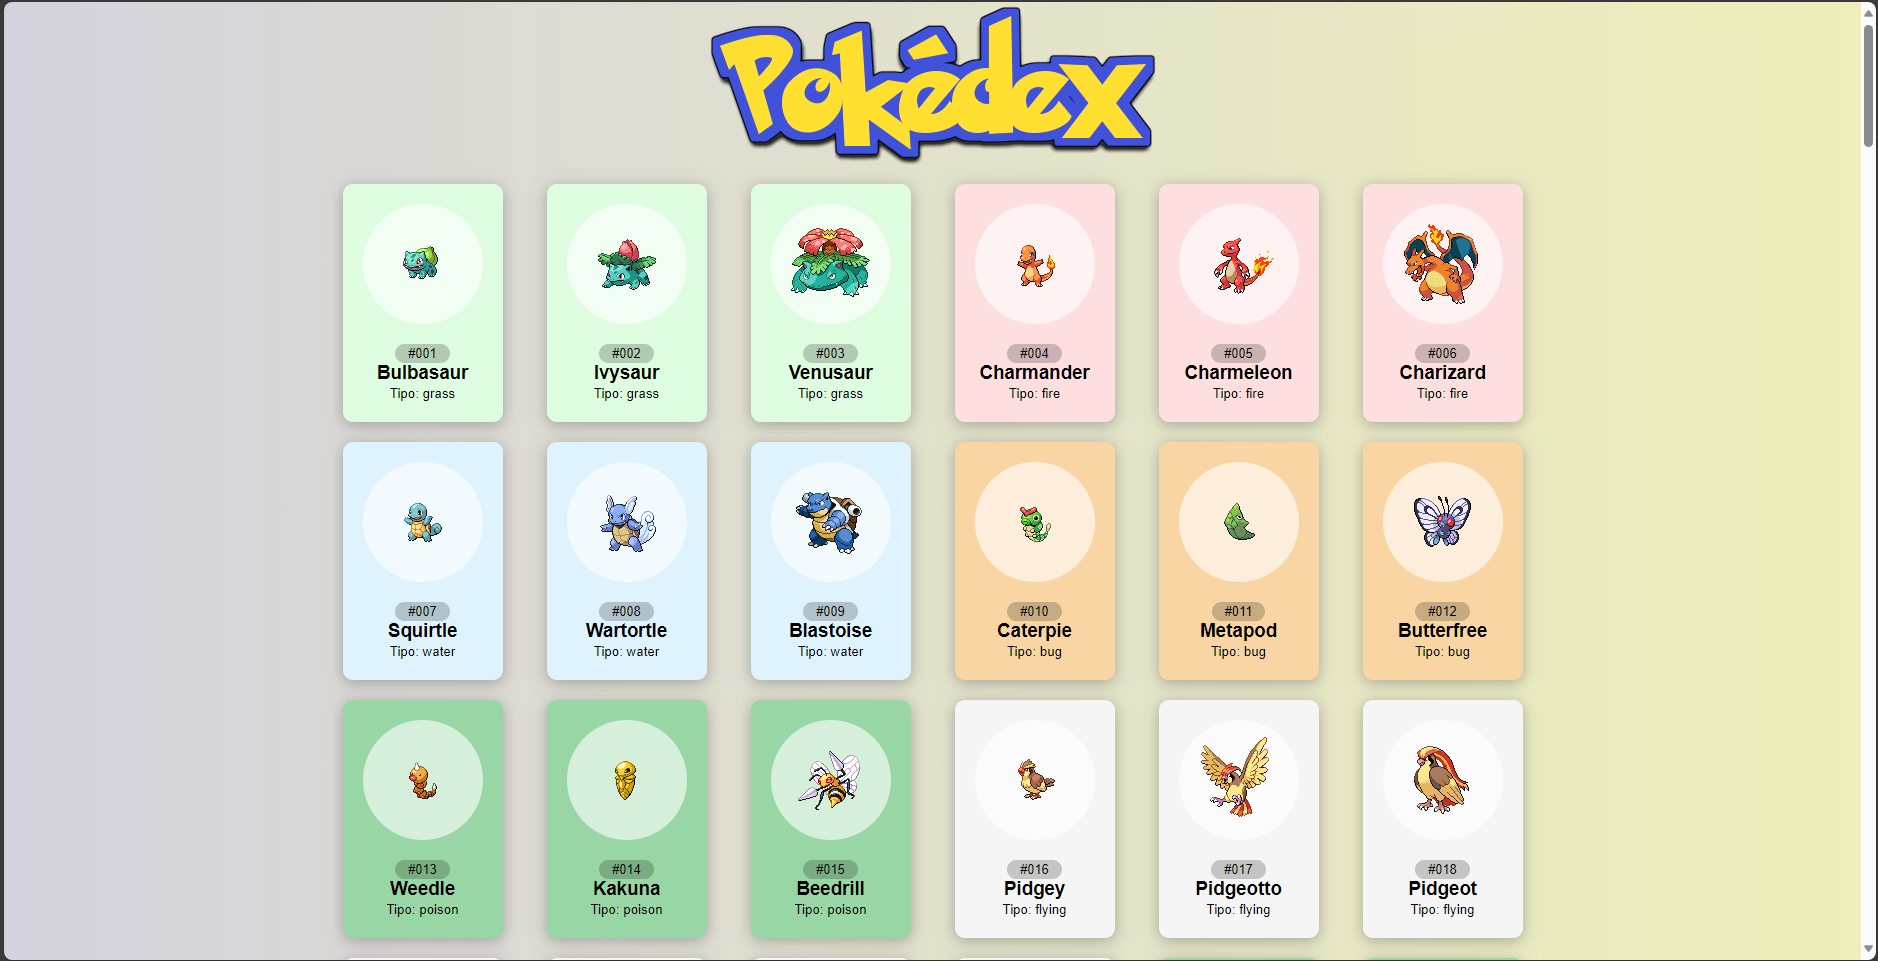 Pokédex
#001
Bulbasaur
Tipo: grass
#002
Ivysaur
Tipo: grass
#003
Venusaur
Tipo: grass
#004
Charmander
Tipo: fire
#005
Charmeleon
Tipo: fire
#006
Charizard
Tipo: fire
#007
Squirtle
Tipo: water
#008
Wartortle
Tipo: water
#009
Blastoise
Tipo: water
#010
Caterpie
Tipo: bug
#011
Metapod
Tipo: bug
#012
Butterfree
Tipo: bug
#013
Weedle
Tipo: poison
#014
Kakuna
Tipo: poison
#015
Beedrill
Tipo: poison
#016
Pidgey
Tipo: flying
#017
Pidgeotto
Tipo: flying
#018
Pidgeot
Tipo: flying